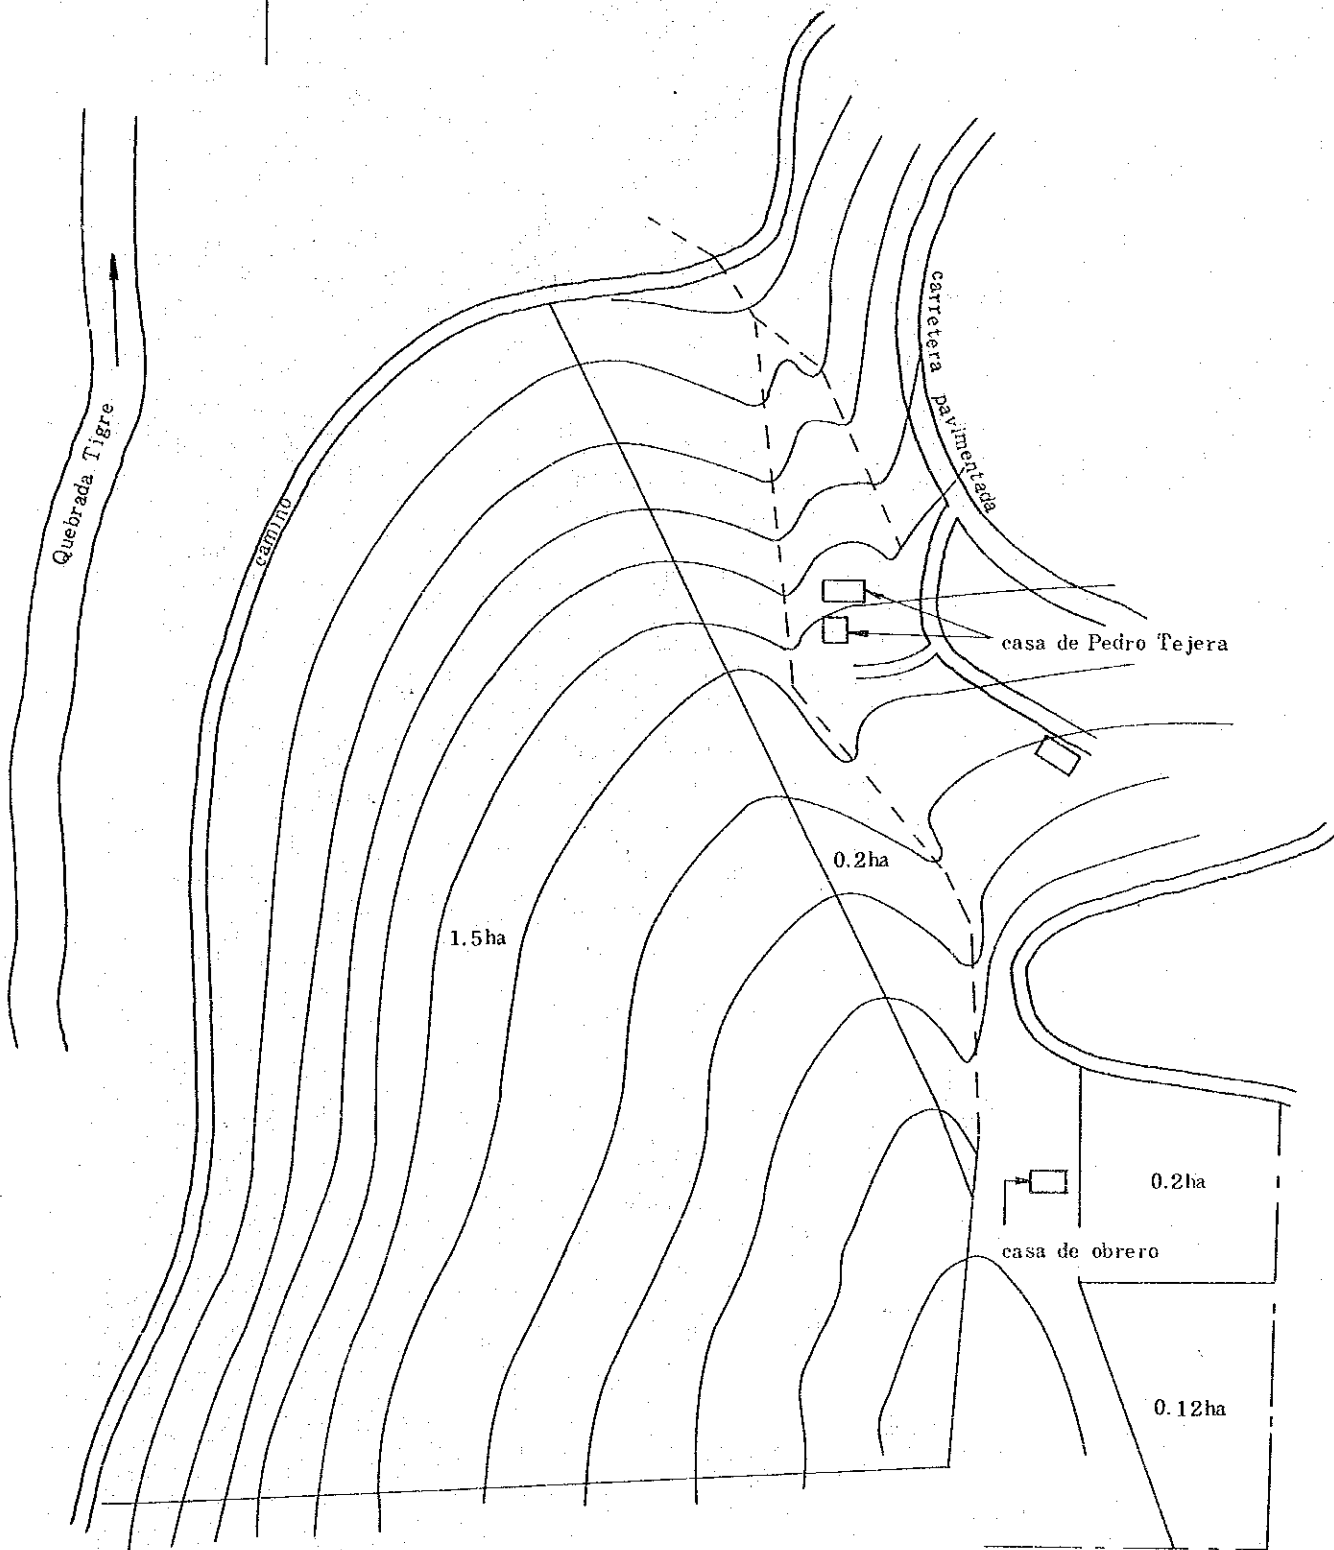 carretera pavimentada
Quebrada Tigre
camino
casa de Pedro Tejera
0.2ha
1.5ha
0.2ha
casa de obrero
0.12ha